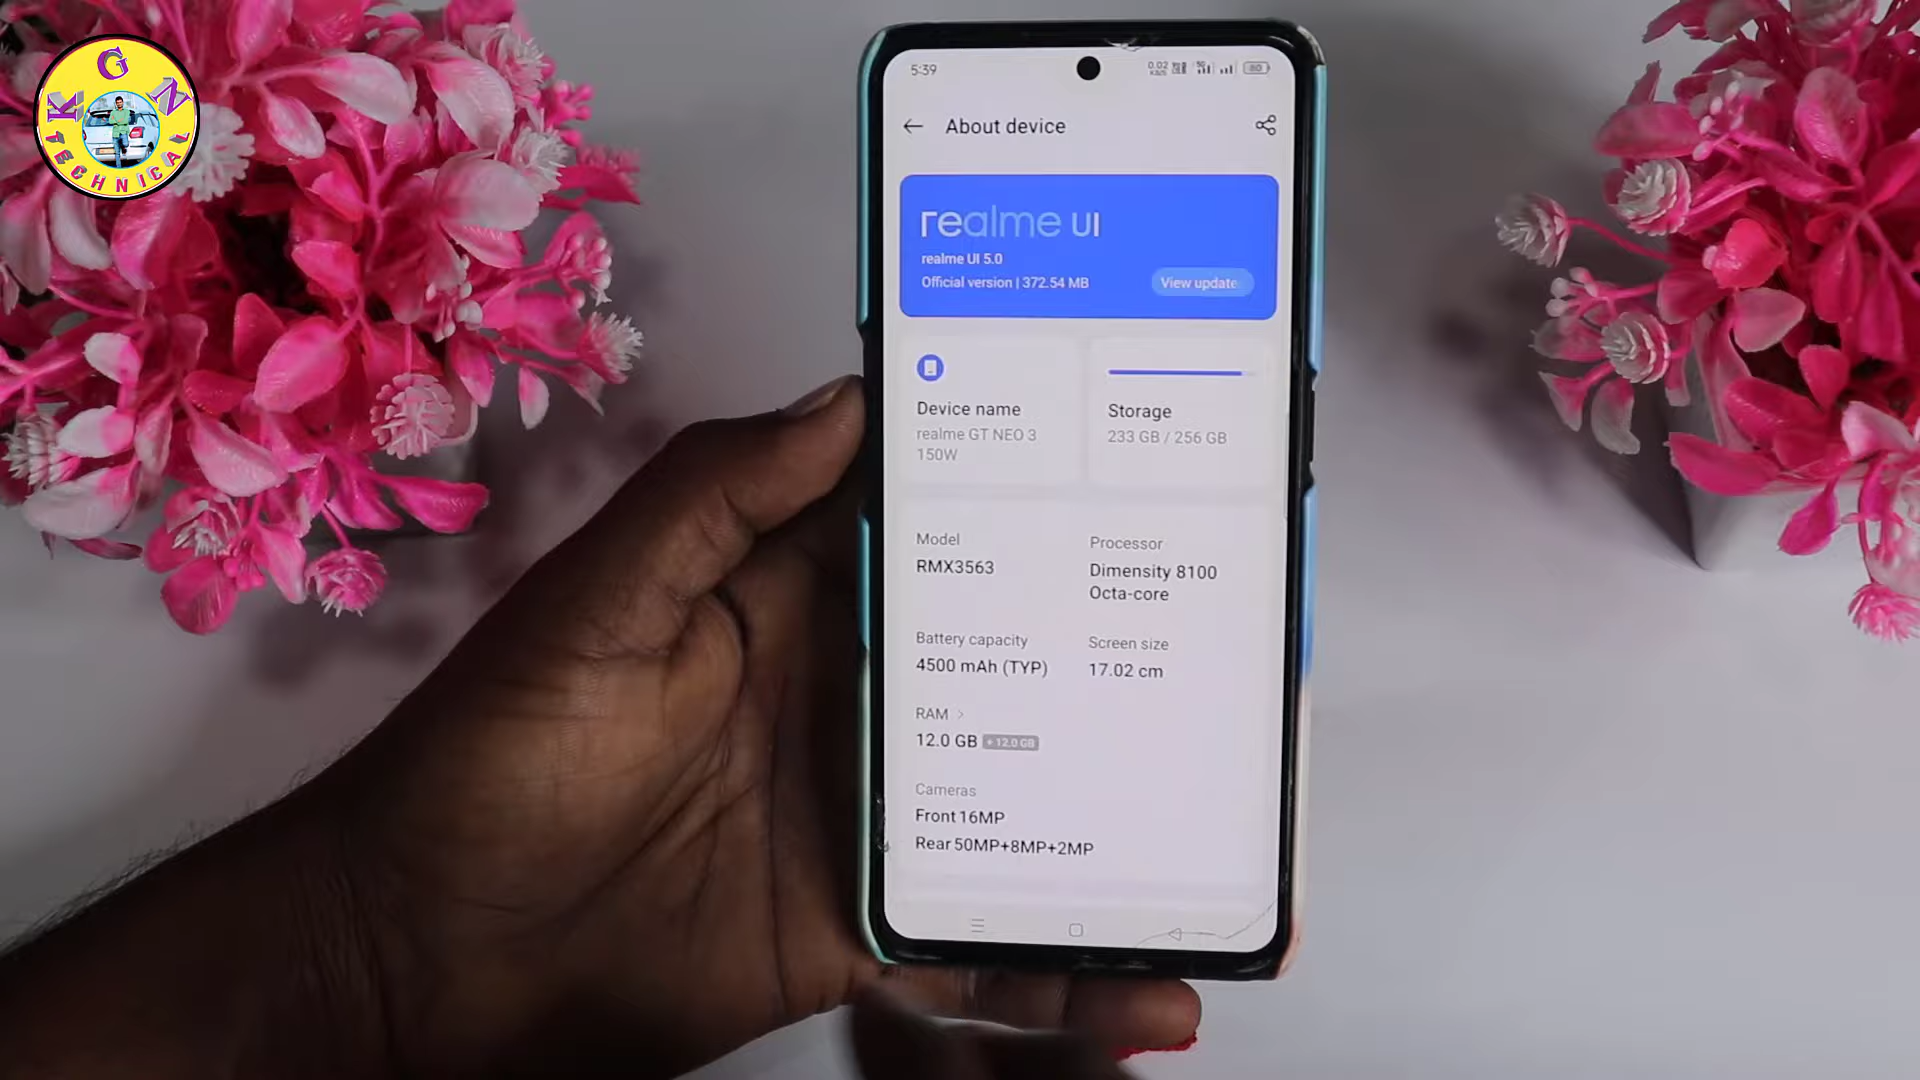 K G N
TECHNICAL
5:39
80
About device
realme UI
realme UI 5.0
Official version | 372.54 MB
View update
Device name
realme GT NEO 3
150W
Storage
233 GB / 256 GB
Model
RMX3563
Processor
Dimensity 8100
Octa-core
Battery capacity
4500 mAh (TYP)
Screen size
17.02 cm
RAM >
12.0 GB + 12.0 GB
Cameras
Front 16MP
Rear 50MP+8MP+2MP